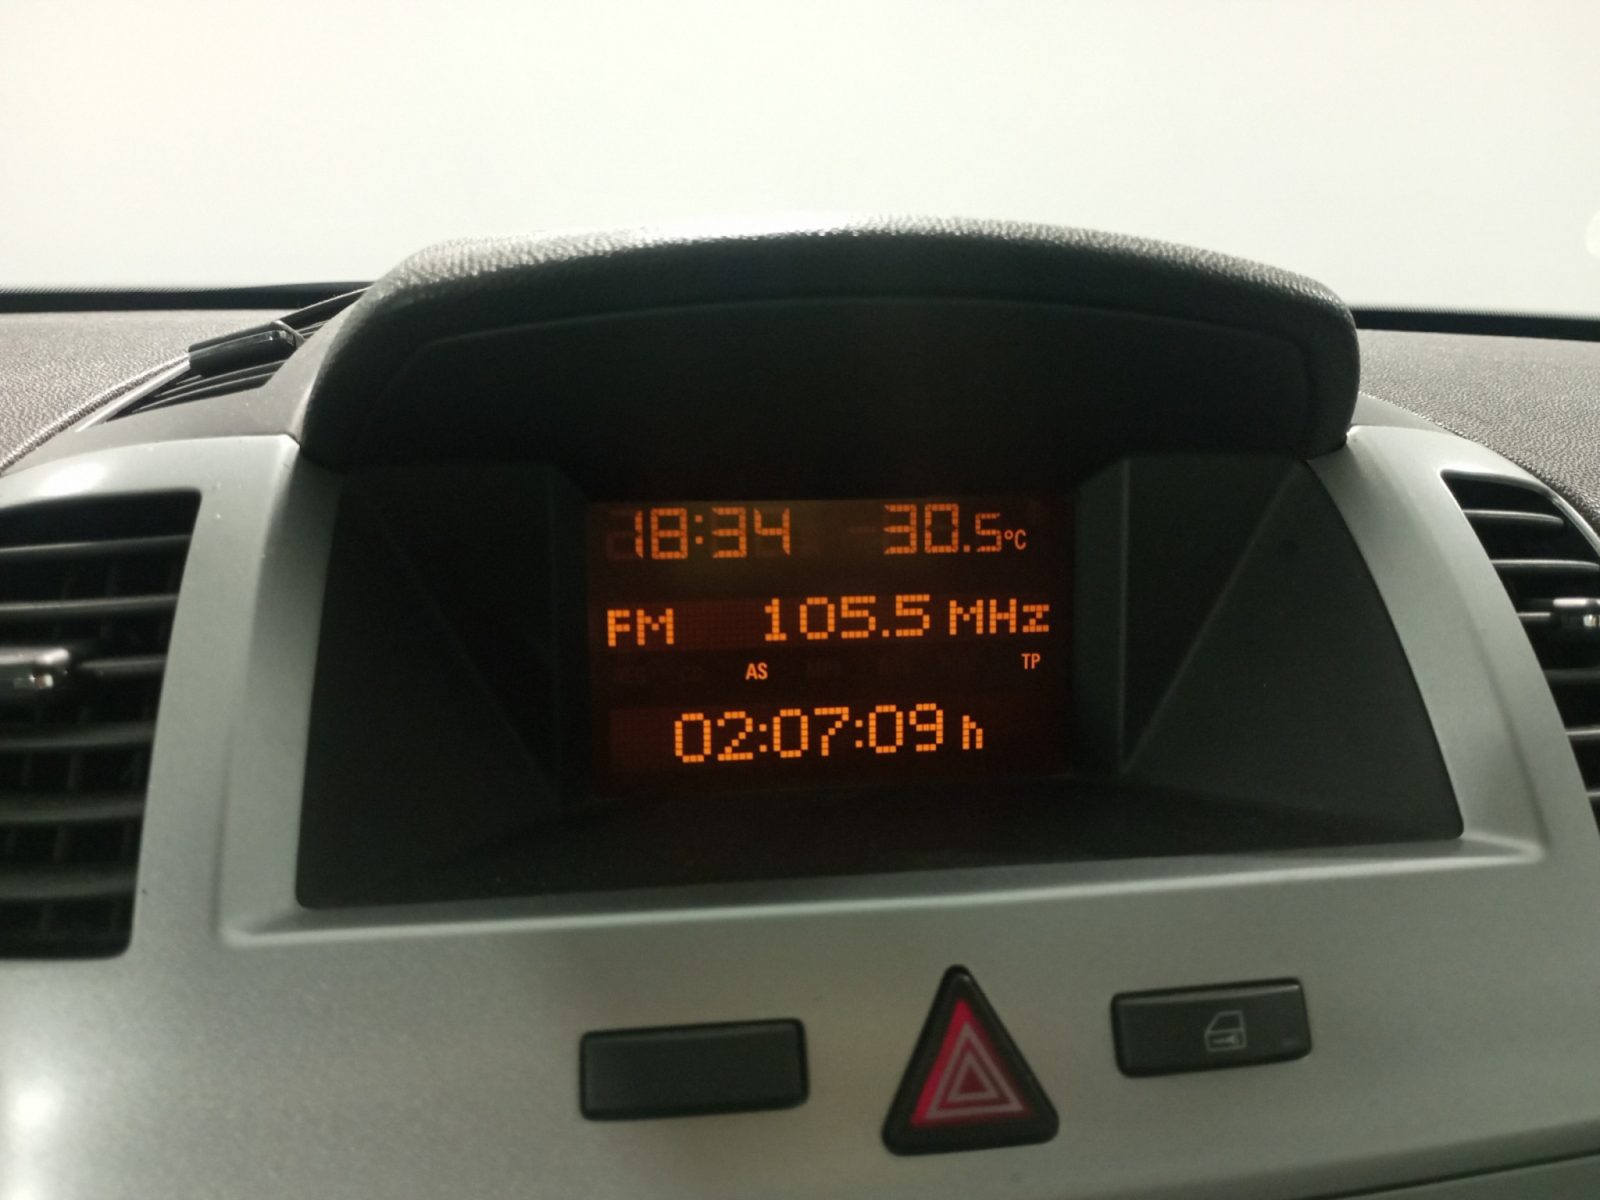 18:34 30.5°C
FM 105.5 MHz
AS TP
02:07:09 h